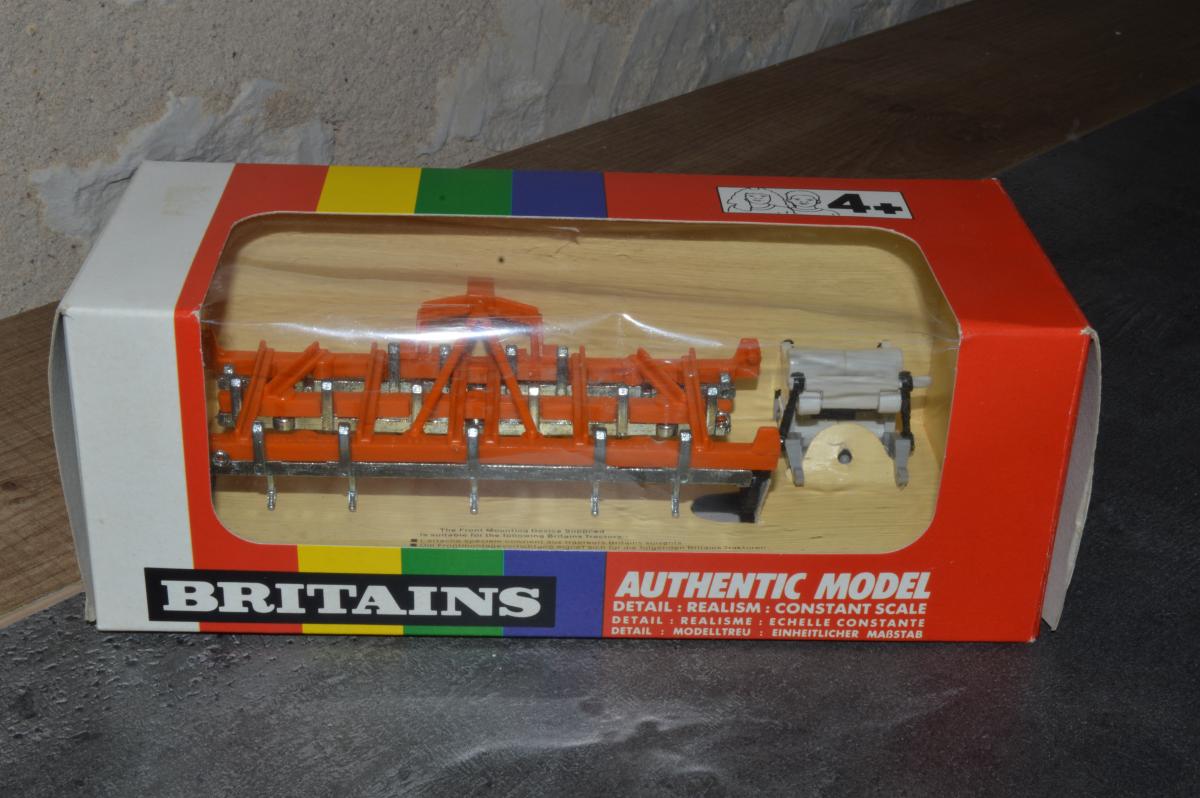 4+
The Front Mounting Device Supplied
is suitable for the following Britains Tractors:
BRITAINS
AUTHENTIC MODEL
DETAIL : REALISM : CONSTANT SCALE
DETAIL : REALISME : ECHELLE CONSTANTE
DETAIL : MODELLTREU : EINHEITLICHER MAßSTAB